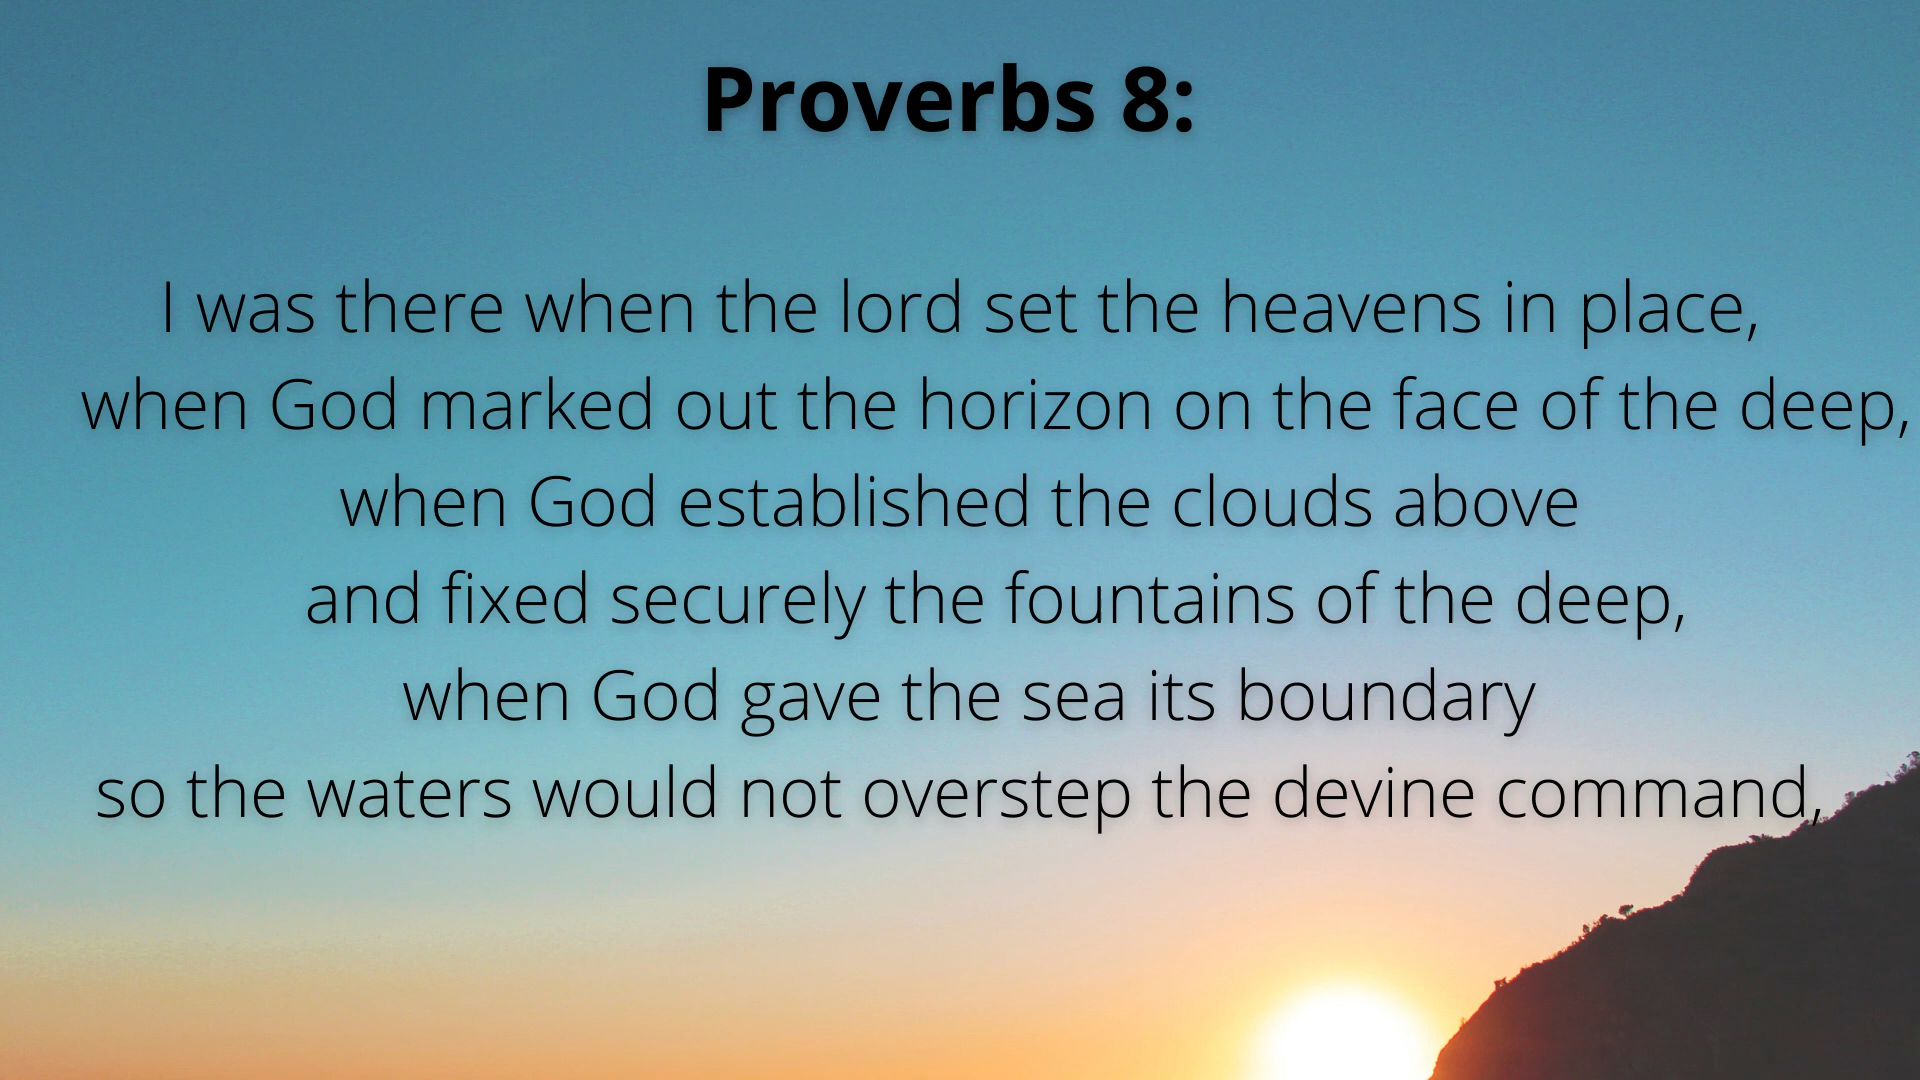 Proverbs 8:
I was there when the lord set the heavens in place,
when God marked out the horizon on the face of the deep,
when God established the clouds above
and fixed securely the fountains of the deep,
when God gave the sea its boundary
so the waters would not overstep the devine command,